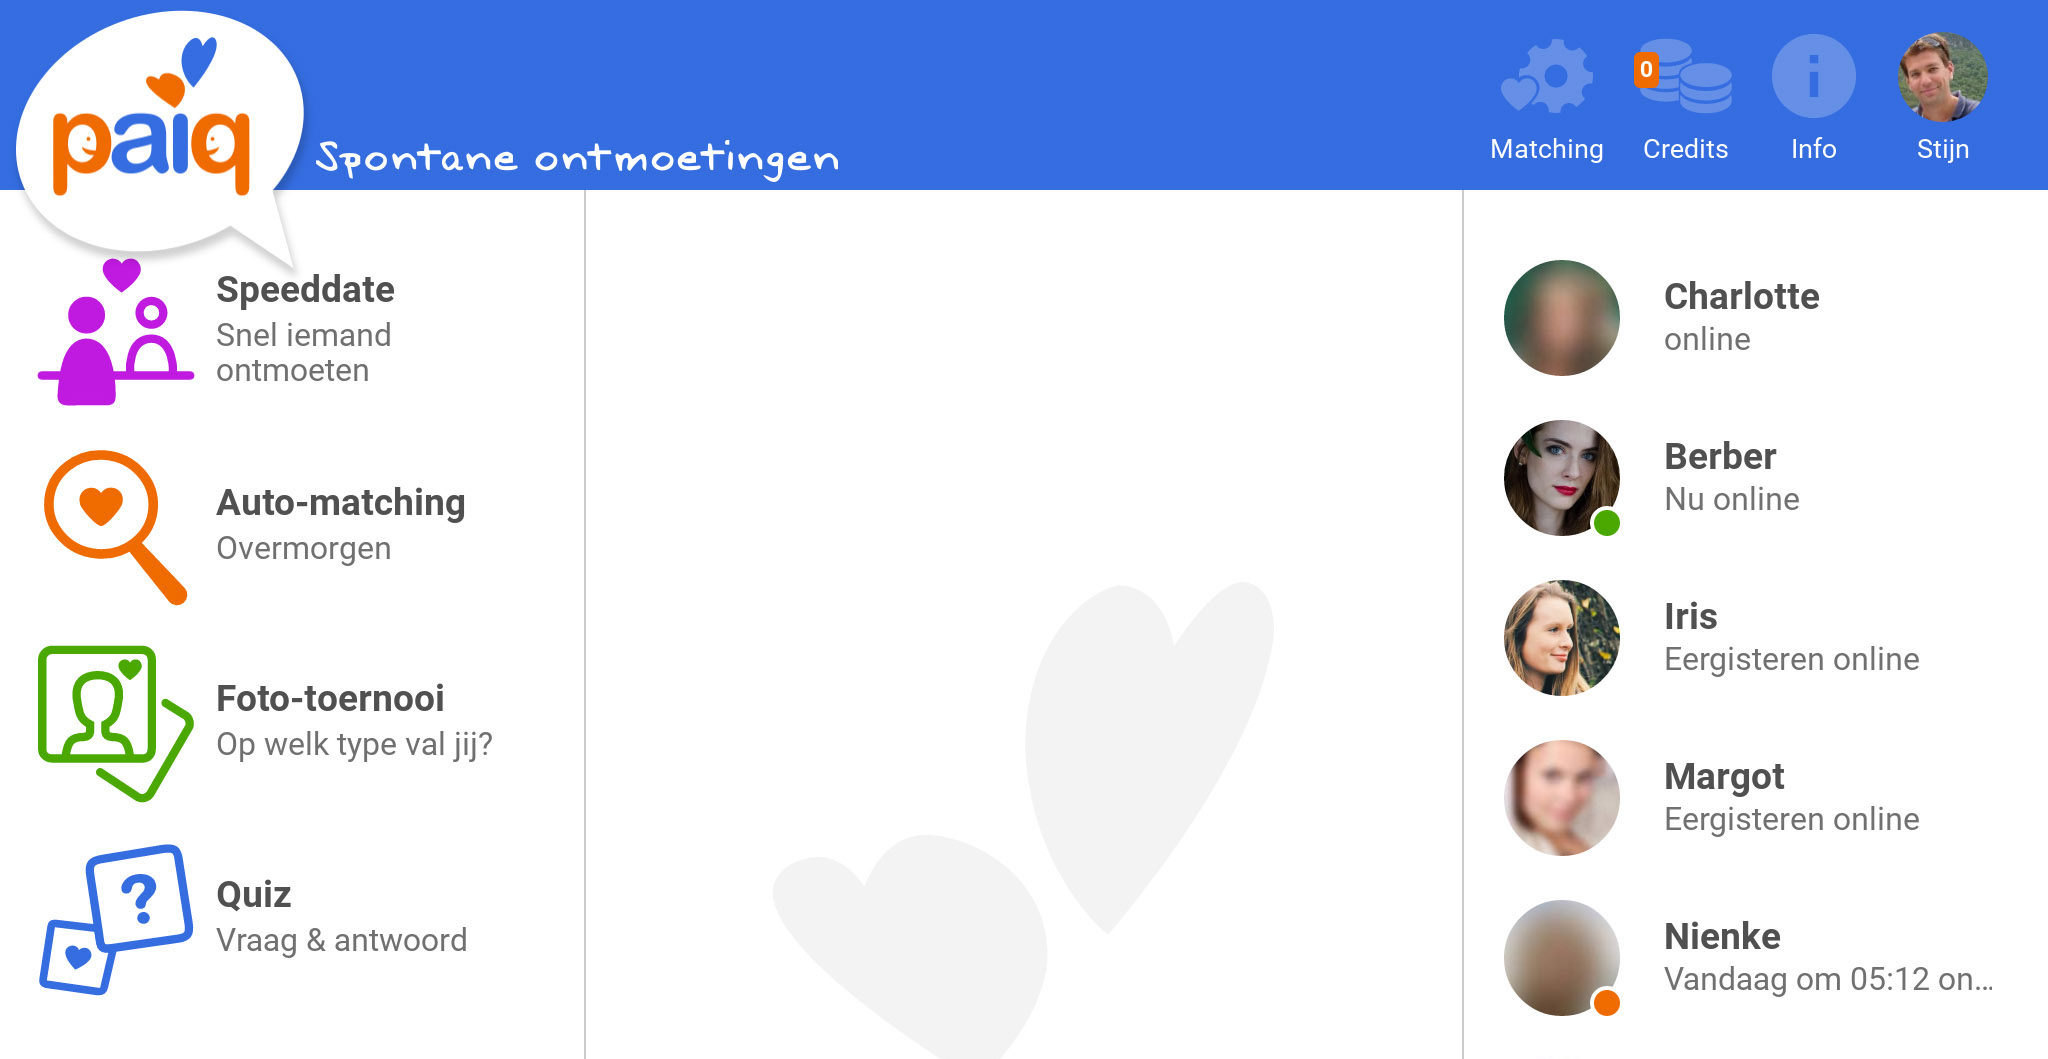 paiq
Spontane ontmoetingen
0
Matching
Credits
Info
Stijn
Speeddate
Snel iemand
ontmoeten
Auto-matching
Overmorgen
Foto-toernooi
Op welk type val jij?
Quiz
Vraag & antwoord
Charlotte
online
Berber
Nu online
Iris
Eergisteren online
Margot
Eergisteren online
Nienke
Vandaag om 05:12 on...